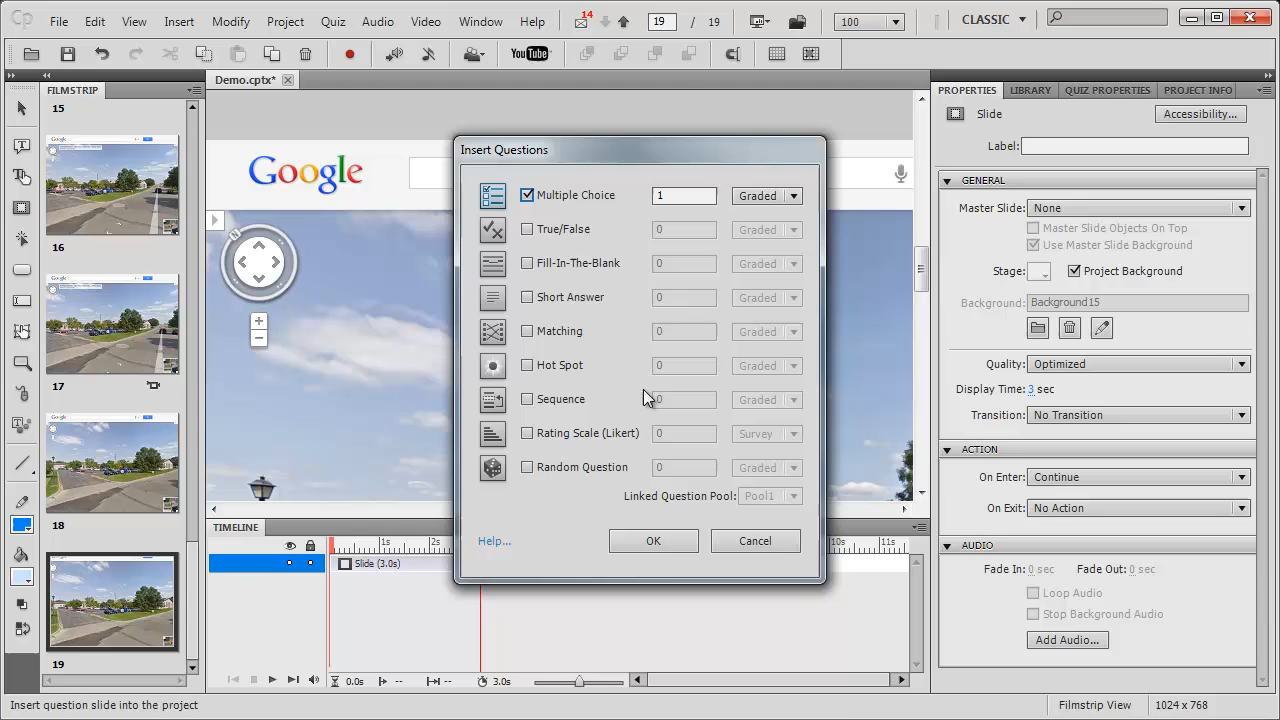 Cp File Edit View Insert Modify Project Quiz Audio Video Window Help 14 19 / 19 100 CLASSIC
YouTube
Demo.cptx*
FILMSTRIP
15
16
17
18
19
Google
Insert Questions
Multiple Choice 1 Graded
True/False 0 Graded
Fill-In-The-Blank 0 Graded
Short Answer 0 Graded
Matching 0 Graded
Hot Spot 0 Graded
Sequence 0 Graded
Rating Scale (Likert) 0 Survey
Random Question 0 Graded
Linked Question Pool: Pool1
Help... OK Cancel
TIMELINE
1s 2s 10s 11s
Slide (3.0s)
0.0s -- -- 3.0s
PROPERTIES LIBRARY QUIZ PROPERTIES PROJECT INFO
Slide Accessibility...
Label:
GENERAL
Master Slide: None
Master Slide Objects On Top
Use Master Slide Background
Stage: Project Background
Background: Background15
Quality: Optimized
Display Time: 3 sec
Transition: No Transition
ACTION
On Enter: Continue
On Exit: No Action
AUDIO
Fade In: 0 sec Fade Out: 0 sec
Loop Audio
Stop Background Audio
Add Audio...
Insert question slide into the project Filmstrip View 1024 x 768